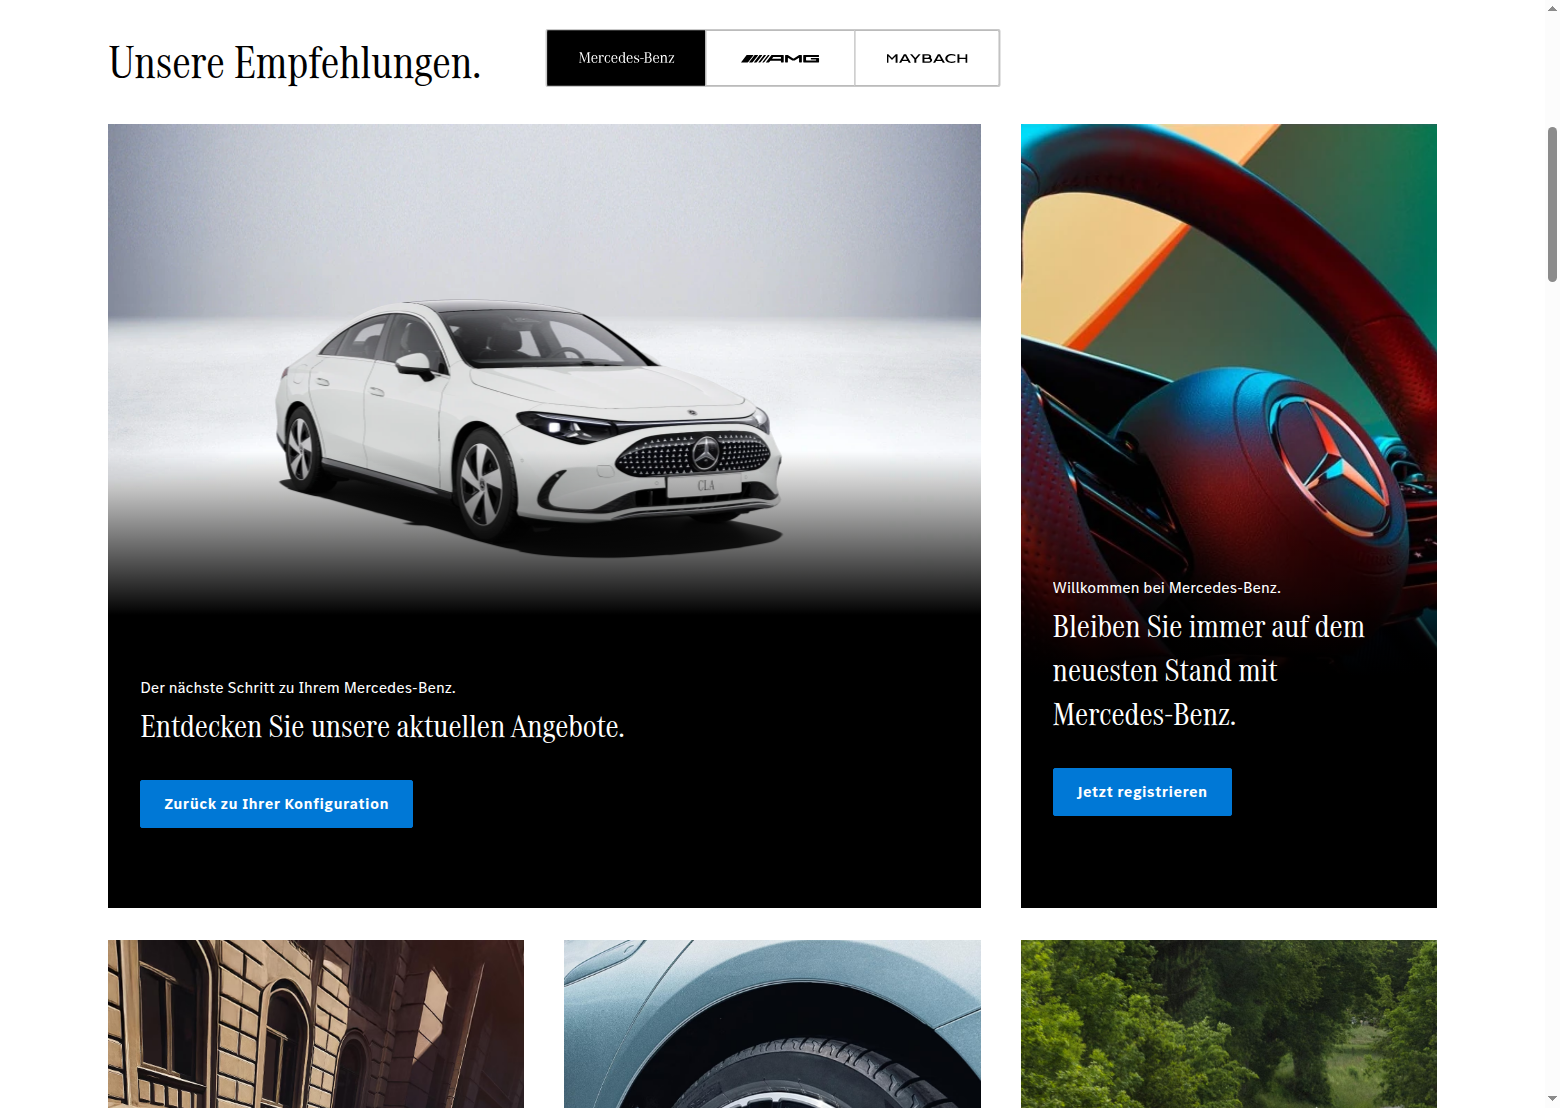 Unsere Empfehlungen.
Mercedes-Benz
AMG
MAYBACH
CLA
Willkommen bei Mercedes-Benz.
Bleiben Sie immer auf dem
neuesten Stand mit
Mercedes-Benz.
Jetzt registrieren
Der nächste Schritt zu Ihrem Mercedes-Benz.
Entdecken Sie unsere aktuellen Angebote.
Zurück zu Ihrer Konfiguration